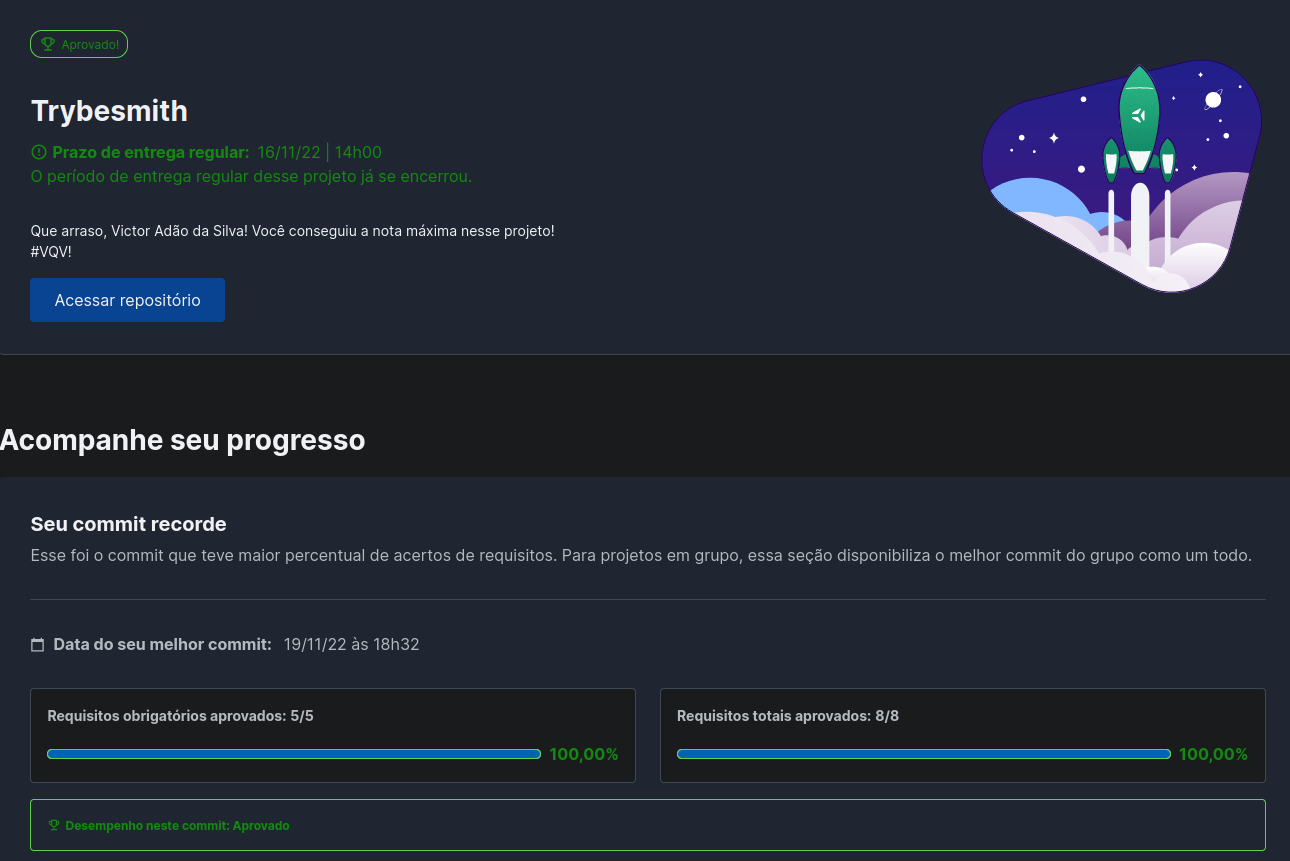 Aprovado!
Trybesmith
Prazo de entrega regular: 16/11/22 | 14h00
O período de entrega regular desse projeto já se encerrou.
Que arraso, Victor Adão da Silva! Você conseguiu a nota máxima nesse projeto!
#VQV!
Acessar repositório
Acompanhe seu progresso
Seu commit recorde
Esse foi o commit que teve maior percentual de acertos de requisitos. Para projetos em grupo, essa seção disponibiliza o melhor commit do grupo como um todo.
Data do seu melhor commit: 19/11/22 às 18h32
Requisitos obrigatórios aprovados: 5/5
100,00%
Requisitos totais aprovados: 8/8
100,00%
Desempenho neste commit: Aprovado